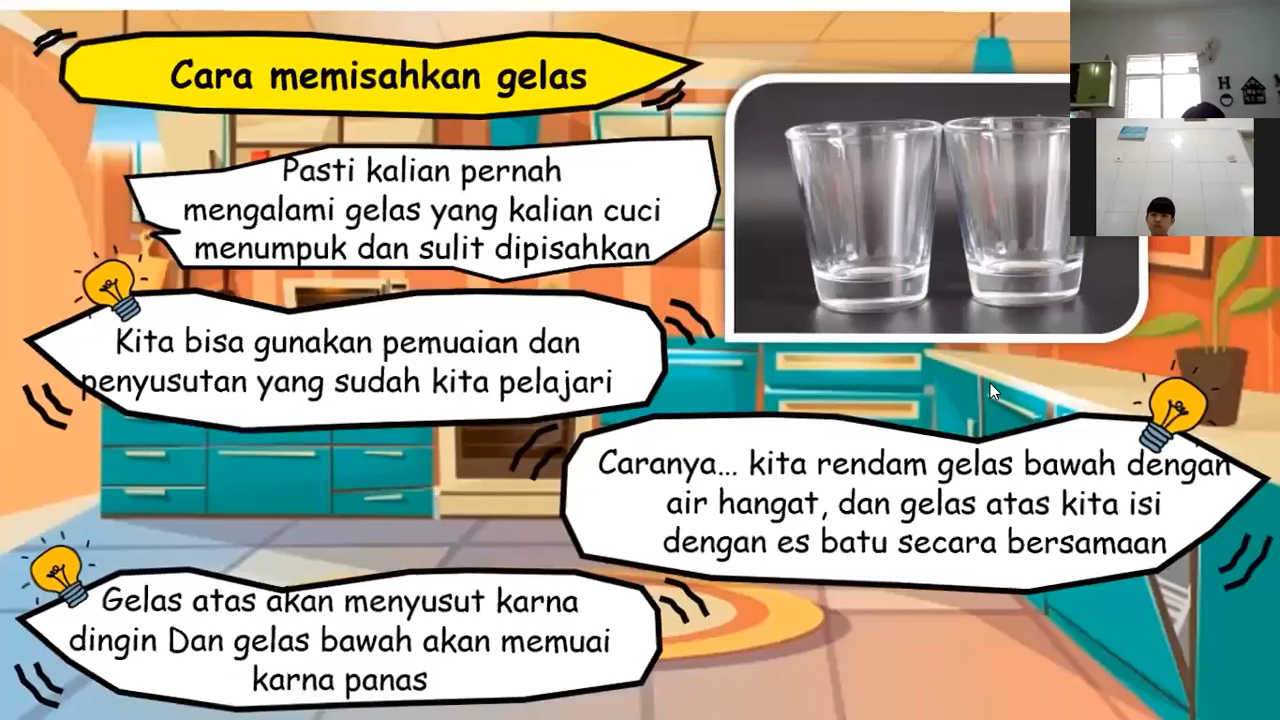 Cara memisahkan gelas
Pasti kalian pernah
mengalami gelas yang kalian cuci
menumpuk dan sulit dipisahkan
Kita bisa gunakan pemuaian dan
penyusutan yang sudah kita pelajari
Caranya... kita rendam gelas bawah dengan
air hangat, dan gelas atas kita isi
dengan es batu secara bersamaan
Gelas atas akan menyusut karna
dingin Dan gelas bawah akan memuai
karna panas
H